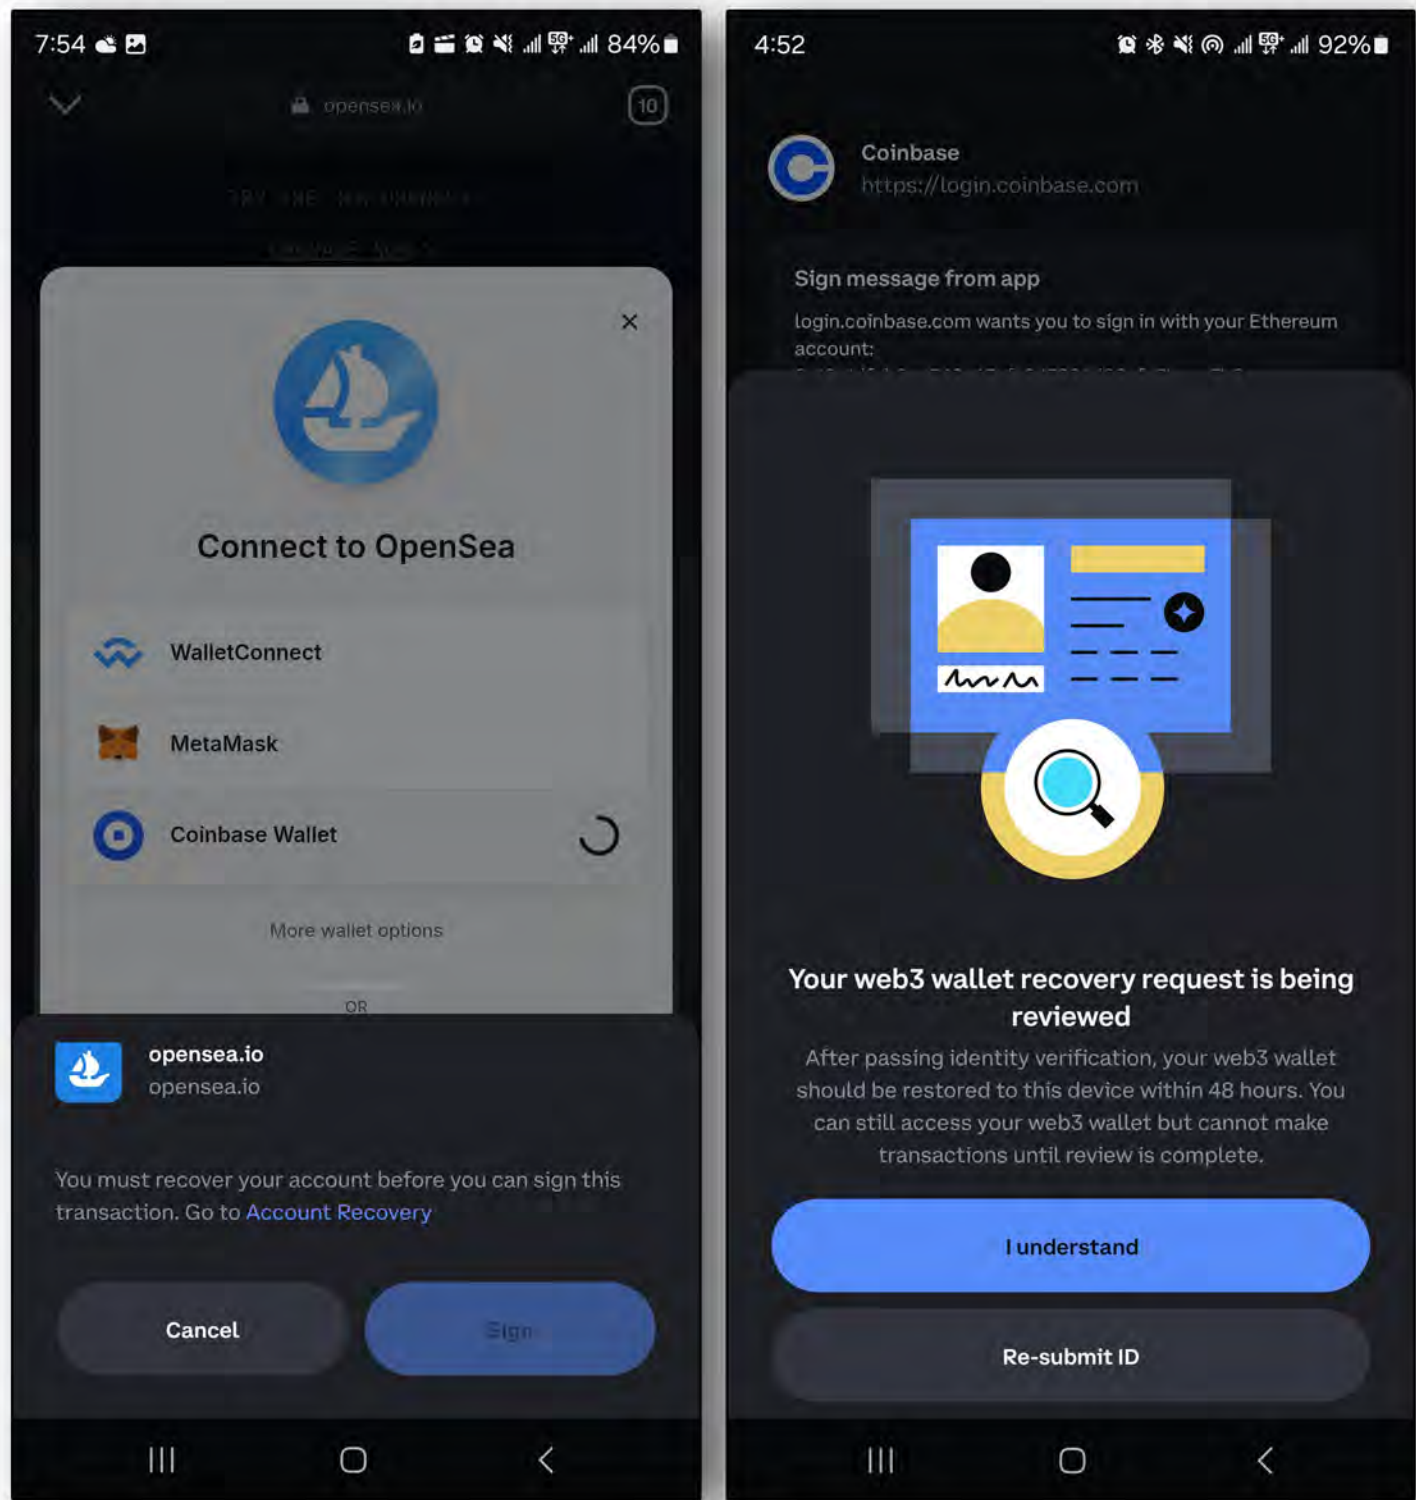 7:54
5G+
84%
opensea.io
10
Connect to OpenSea
WalletConnect
MetaMask
Coinbase Wallet
More wallet options
OR
opensea.io
opensea.io
You must recover your account before you can sign this
transaction. Go to Account Recovery
Cancel
Sign
4:52
5G+
92%
Coinbase
https://login.coinbase.com
Sign message from app
login.coinbase.com wants you to sign in with your Ethereum
account:
Your web3 wallet recovery request is being
reviewed
After passing identity verification, your web3 wallet
should be restored to this device within 48 hours. You
can still access your web3 wallet but cannot make
transactions until review is complete.
I understand
Re-submit ID